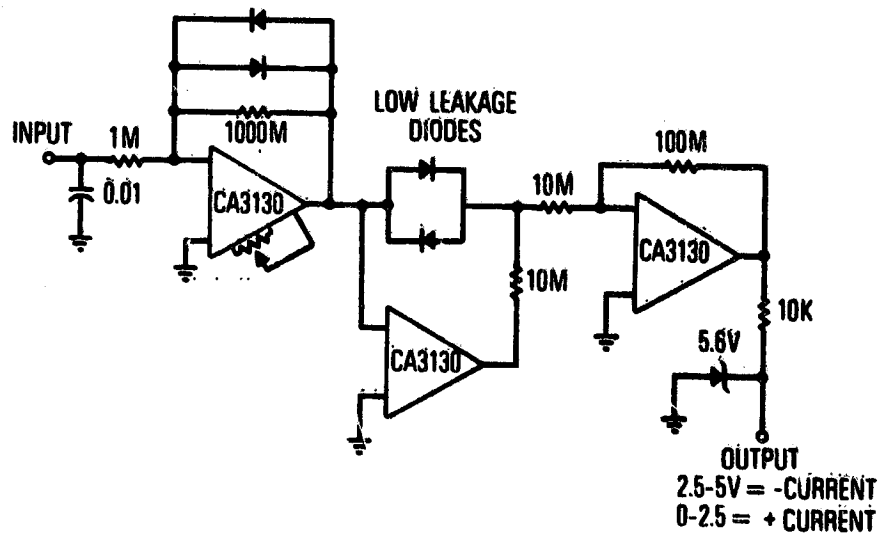 INPUT
1M
0.01
1000M
CA3130
LOW LEAKAGE
DIODES
CA3130
10M
10M
100M
CA3130
10K
5.6V
OUTPUT
2.5-5V = -CURRENT
0-2.5 = + CURRENT